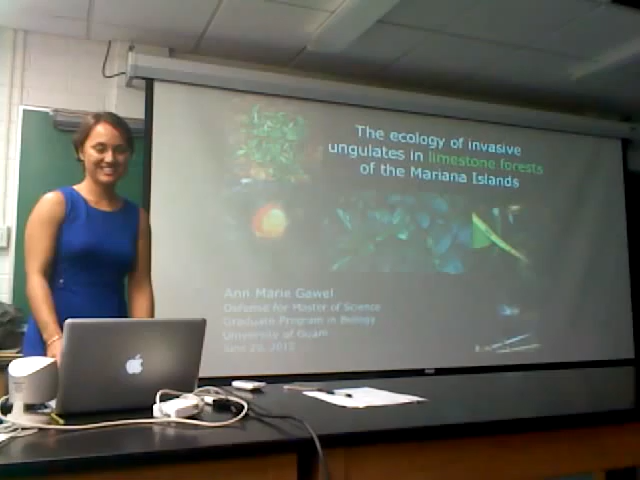 The ecology of invasive
ungulates in limestone forests
of the Mariana Islands
Ann Marie Gawel
Defense for Master of Science
Graduate Program in Biology
University of Guam